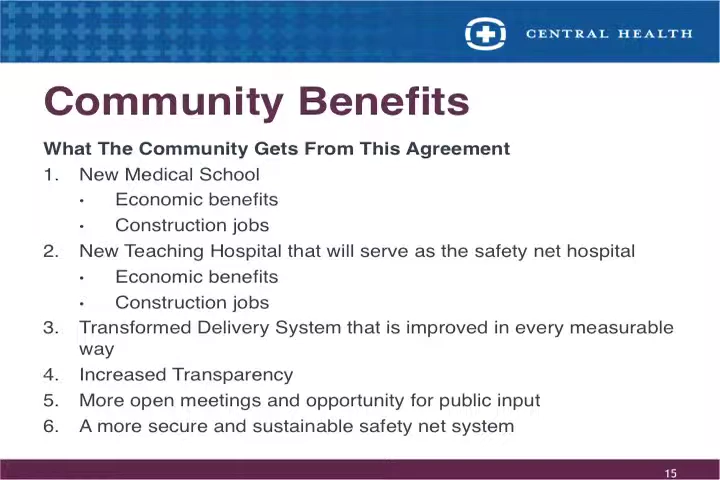 CENTRAL HEALTH
Community Benefits
What The Community Gets From This Agreement
1. New Medical School
• Economic benefits
• Construction jobs
2. New Teaching Hospital that will serve as the safety net hospital
• Economic benefits
• Construction jobs
3. Transformed Delivery System that is improved in every measurable
way
4. Increased Transparency
5. More open meetings and opportunity for public input
6. A more secure and sustainable safety net system
15